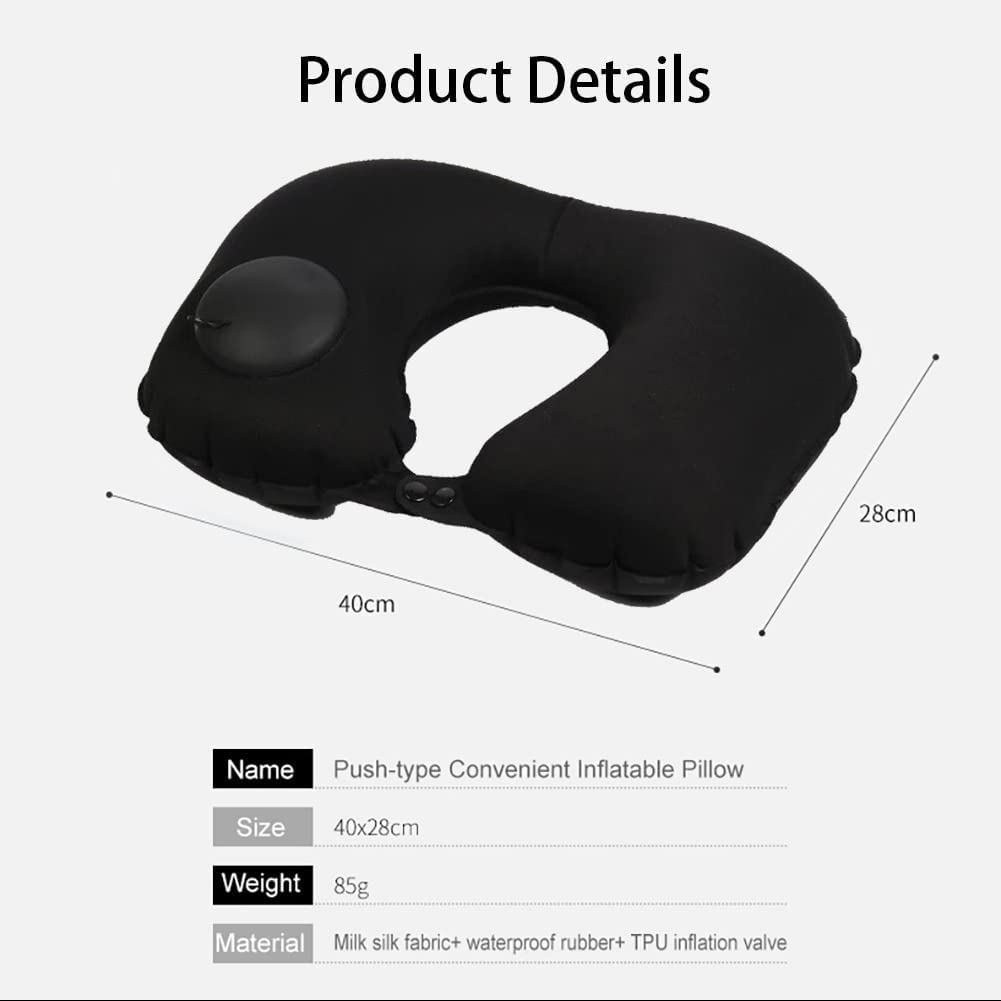 Product Details
28cm
40cm
Name Push-type Convenient Inflatable Pillow
Size 40x28cm
Weight 85g
Material Milk silk fabric+ waterproof rubber+ TPU inflation valve